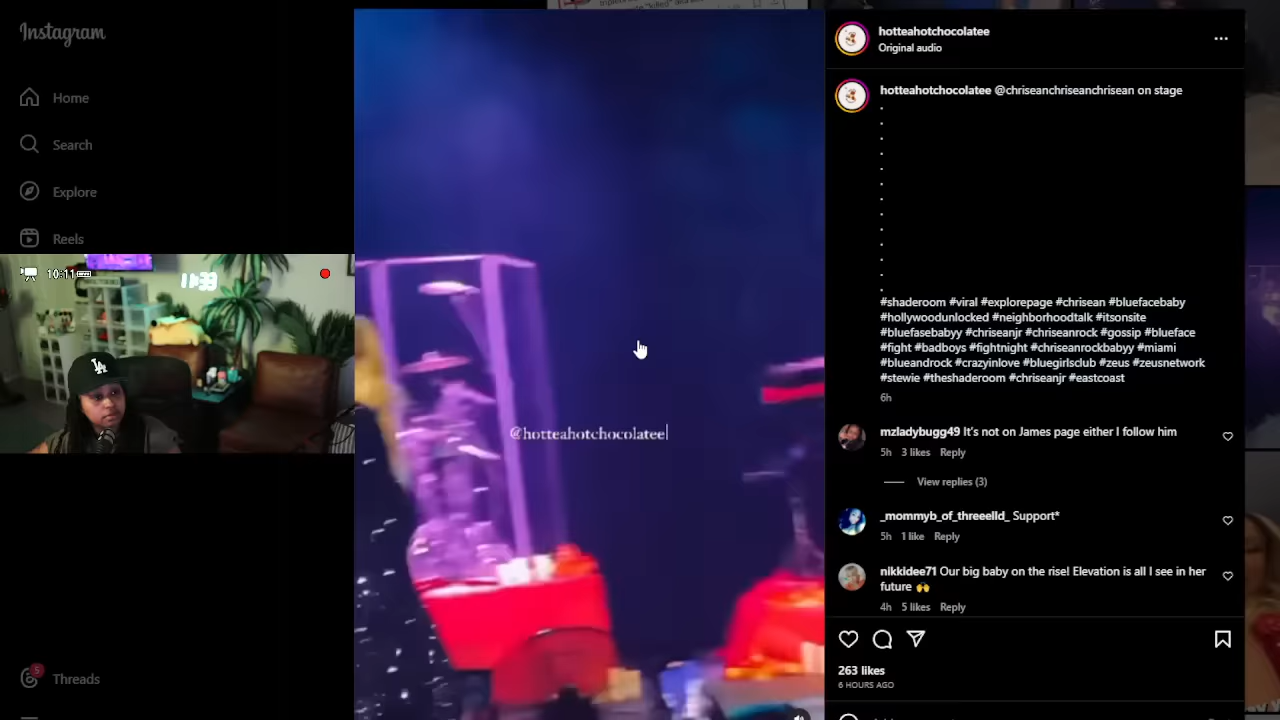 Instagram
Home
Search
Explore
Reels
10:11
LA
@hotteahotchocolatee
5
Threads
hotteahotchocolatee
Original audio
hotteahotchocolatee @chriseanchriseanchrisean on stage
.
.
.
.
.
.
.
.
.
.
.
.
.
#shaderoom #viral #explorepage #chrisean #bluefacebaby
#hollywoodunlocked #neighborhoodtalk #itsonsite
#bluefasebabyy #chriseanjr #chriseanrock #gossip #blueface
#fight #badboys #fightnight #chriseanrockbabyy #miami
#blueandrock #crazyinlove #bluegirlsclub #zeus #zeusnetwork
#stewie #theshaderoom #chriseanjr #eastcoast
6h
mzladybugg49 It's not on James page either I follow him
5h 3 likes Reply
View replies (3)
_mommyb_of_threeelld_ Support*
5h 1 like Reply
nikkidee71 Our big baby on the rise! Elevation is all I see in her
future 🙌
4h 5 likes Reply
263 likes
6 HOURS AGO